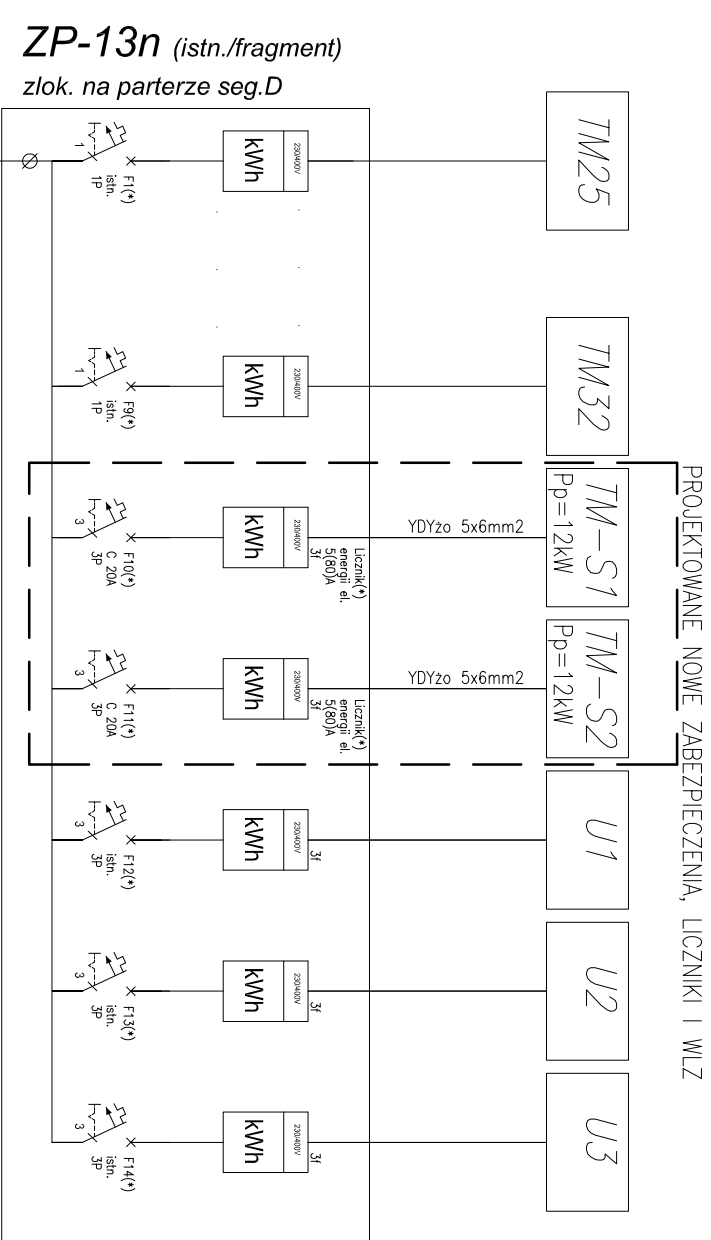 ZP-13n (istn./fragment)
zlok. na parterze seg.D
1
F1(*)
istn.
1P
kWh
230/400V
TM25
1
F9(*)
istn.
1P
kWh
230/400V
TM32
PROJEKTOWANE NOWE ZABEZPIECZENIA, LICZNIKI I WLZ
3
F10(*)
C 20A
3P
kWh
230/400V
Licznik(*)
energii el.
5(80)A
3f
YDYżo 5x6mm2
TM-S1
Pp=12kW
3
F11(*)
C 20A
3P
kWh
230/400V
Licznik(*)
energii el.
5(80)A
3f
YDYżo 5x6mm2
TM-S2
Pp=12kW
3
F12(*)
istn.
3P
kWh
230/400V
3f
U1
3
F13(*)
istn.
3P
kWh
230/400V
3f
U2
3
F14(*)
istn.
3P
kWh
230/400V
3f
U3